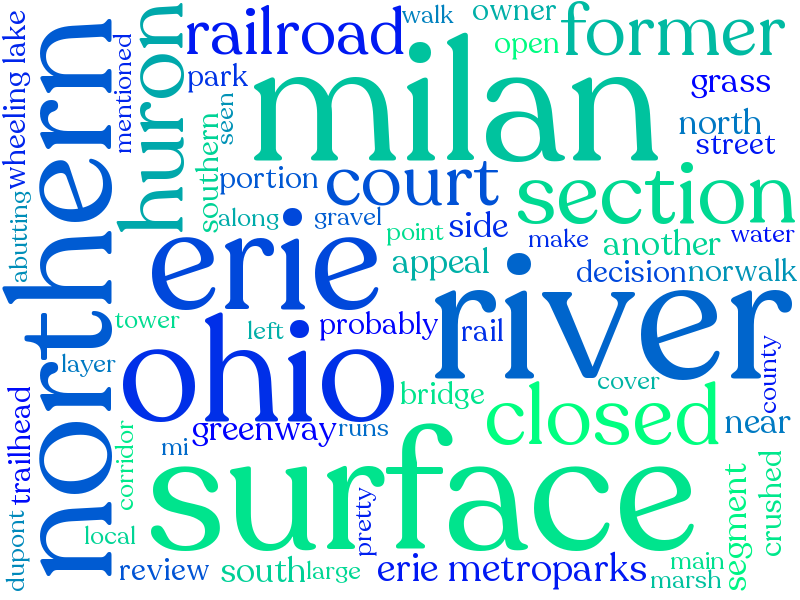 wheeling lake
northern
mentioned
huron
railroad
walk
owner
former
open
park
milan
grass
seen
southern
north
street
portion
court
section
abutting
along
gravel
side
point
make
another
water
erie
appeal
decision
norwalk
river
tower
left
ohio
probably
rail
layer
county
cover
bridge
closed
near
trailhead
greenway
runs
mi
corridor
surface
pretty
segment
crushed
dupont
local
review
south
large
erie metroparks
main
marsh